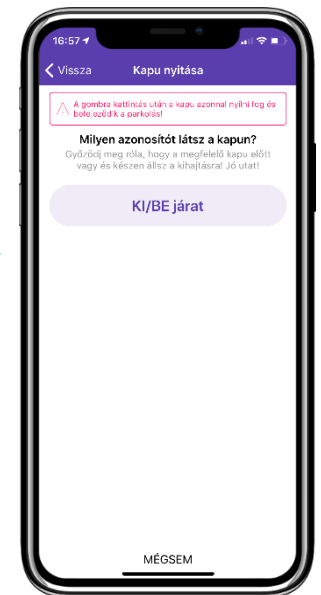 16:57
Vissza
Kapu nyitása
A gombra kattintás után a kapu azonnal nyílni fog és
befejeződik a parkolás!
Milyen azonosítót látsz a kapun?
Győződj meg róla, hogy a megfelelő kapu előtt
vagy és készen állsz a kihajtásra! Jó utat!
KI/BE járat
MÉGSEM